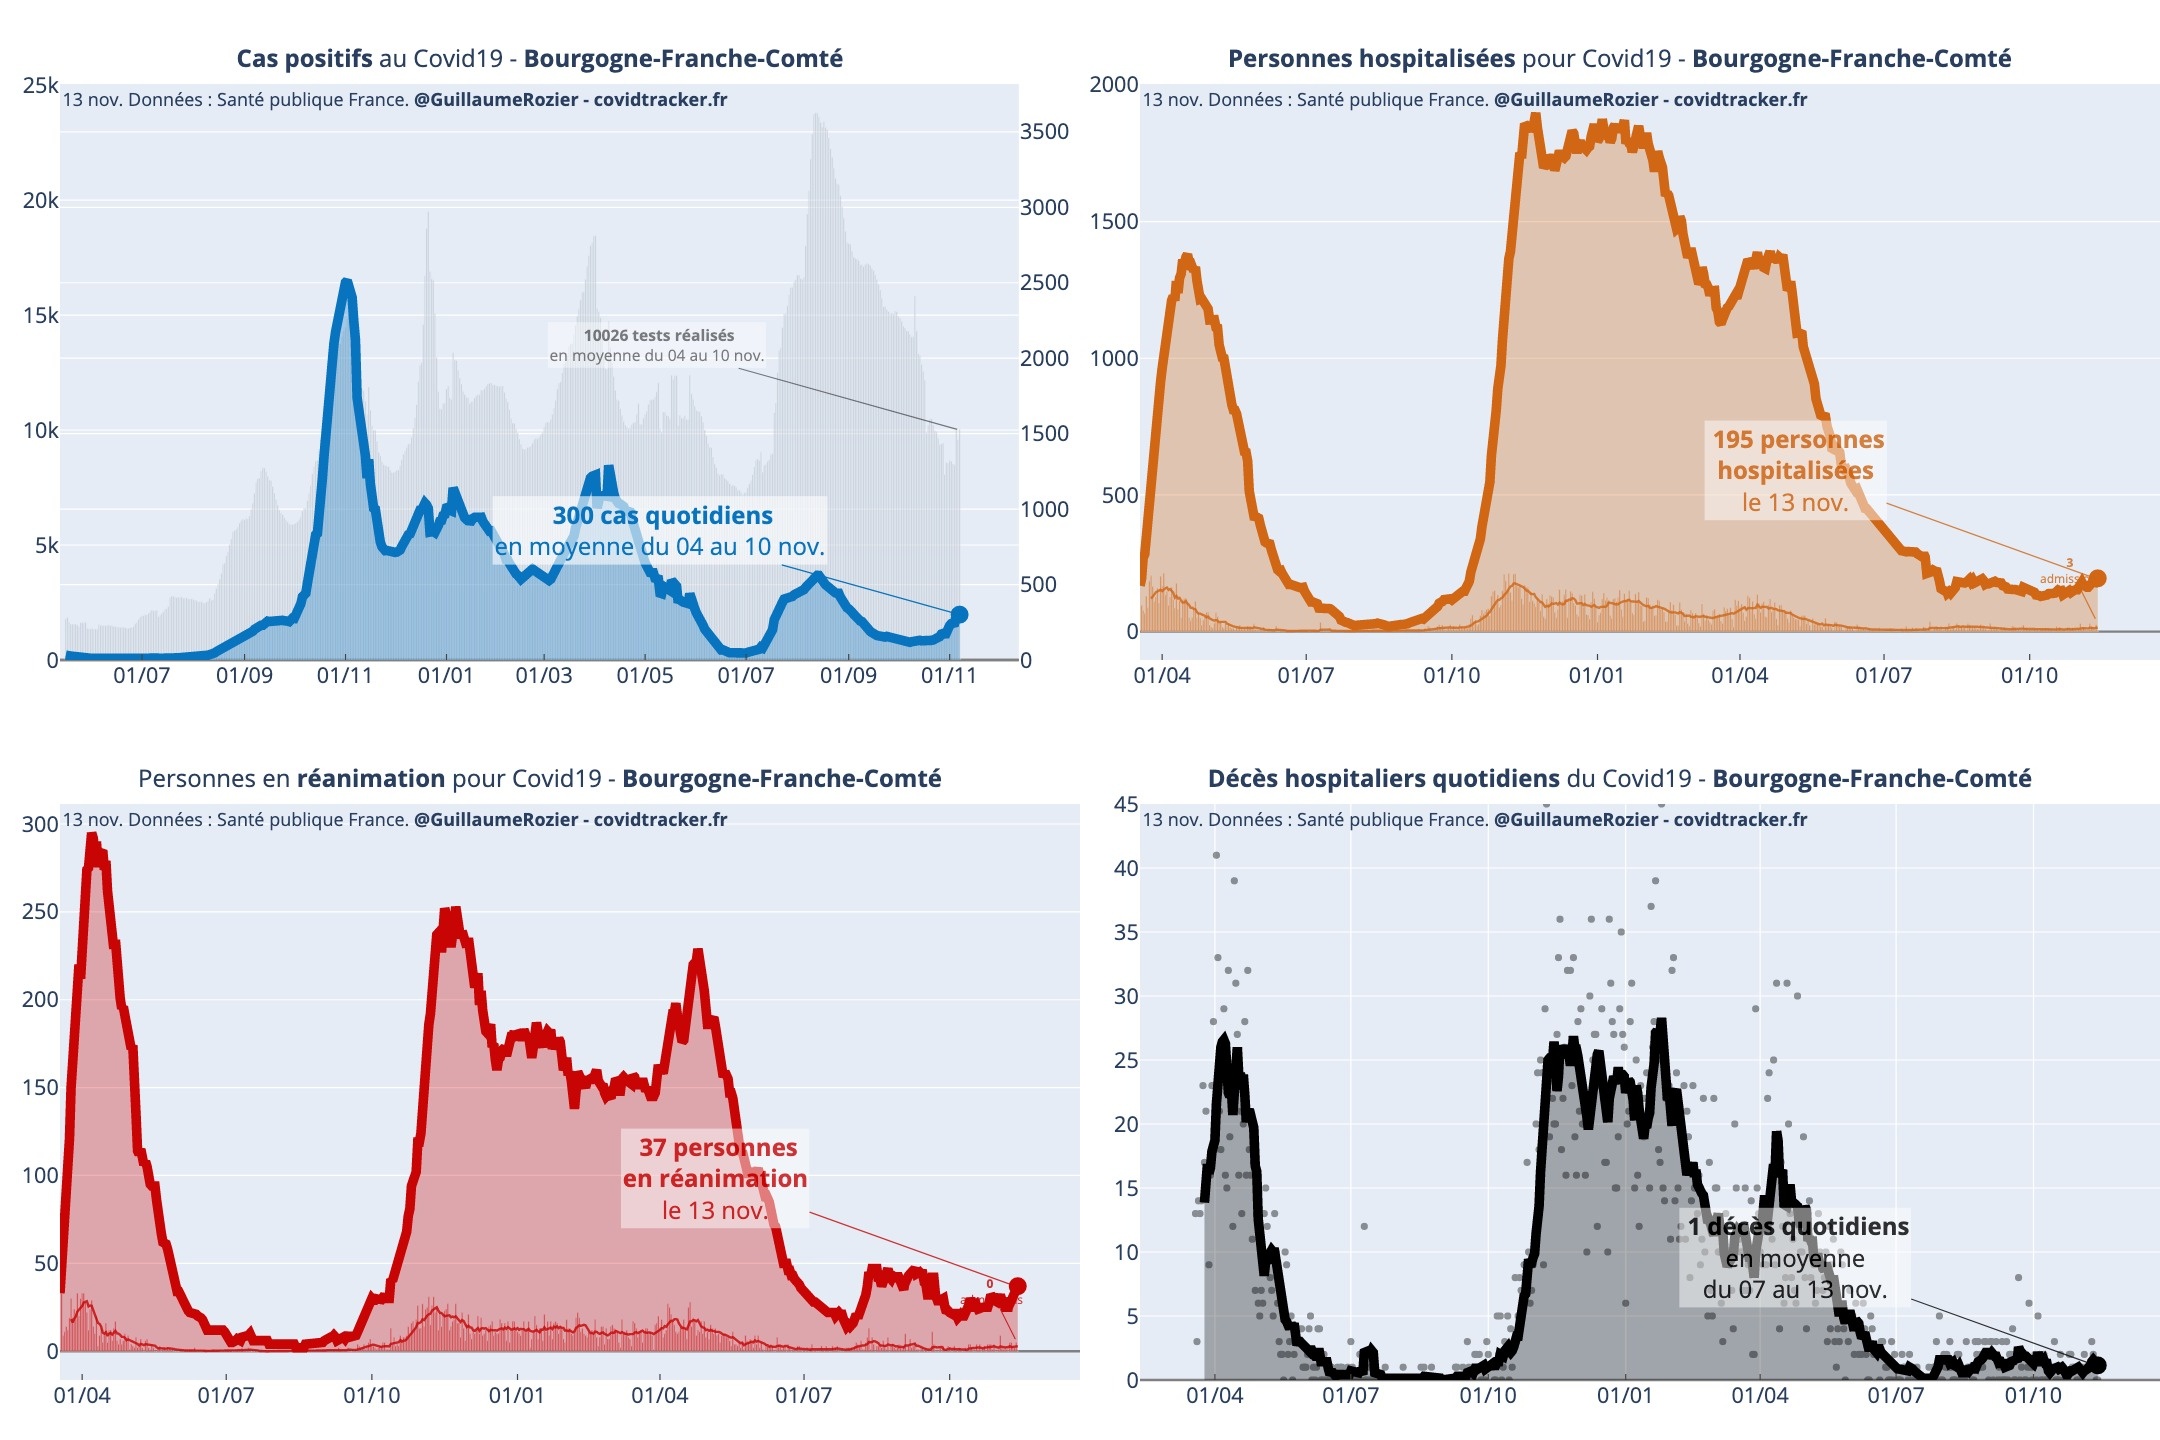 Cas positifs au Covid19 - Bourgogne-Franche-Comté
13 nov. Données : Santé publique France. @GuillaumeRozier - covidtracker.fr
25k
20k
15k
10k
5k
0
3500
3000
2500
2000
1500
1000
500
0
10026 tests réalisés
en moyenne du 04 au 10 nov.
300 cas quotidiens
en moyenne du 04 au 10 nov.
01/07 01/09 01/11 01/01 01/03 01/05 01/07 01/09 01/11
Personnes hospitalisées pour Covid19 - Bourgogne-Franche-Comté
13 nov. Données : Santé publique France. @GuillaumeRozier - covidtracker.fr
2000
1500
1000
500
0
195 personnes
hospitalisées
le 13 nov.
3
01/04 01/07 01/10 01/01 01/04 01/07 01/10
Personnes en réanimation pour Covid19 - Bourgogne-Franche-Comté
13 nov. Données : Santé publique France. @GuillaumeRozier - covidtracker.fr
300
250
200
150
100
50
0
37 personnes
en réanimation
le 13 nov.
0
01/04 01/07 01/10 01/01 01/04 01/07 01/10
Décès hospitaliers quotidiens du Covid19 - Bourgogne-Franche-Comté
13 nov. Données : Santé publique France. @GuillaumeRozier - covidtracker.fr
45
40
35
30
25
20
15
10
5
0
1 décès quotidiens
en moyenne
du 07 au 13 nov.
01/04 01/07 01/10 01/01 01/04 01/07 01/10